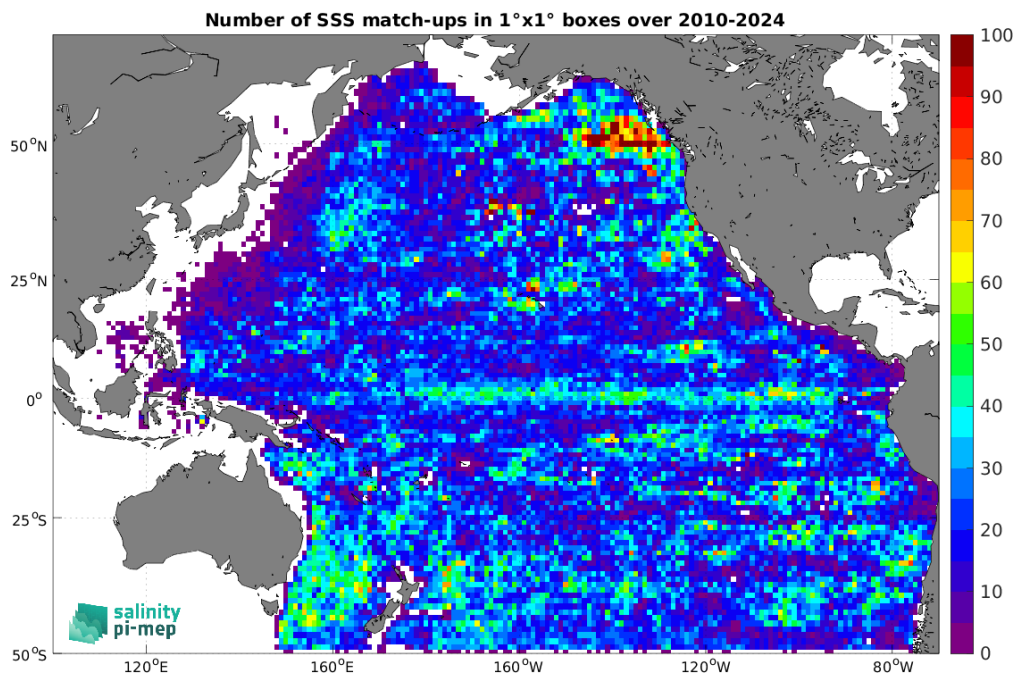 Number of SSS match-ups in 1°x1° boxes over 2010-2024
100
90
80
70
60
50
40
30
20
10
0
50°N
25°N
0°
25°S
50°S
120°E
160°E
160°W
120°W
80°W
salinity
pi-mep